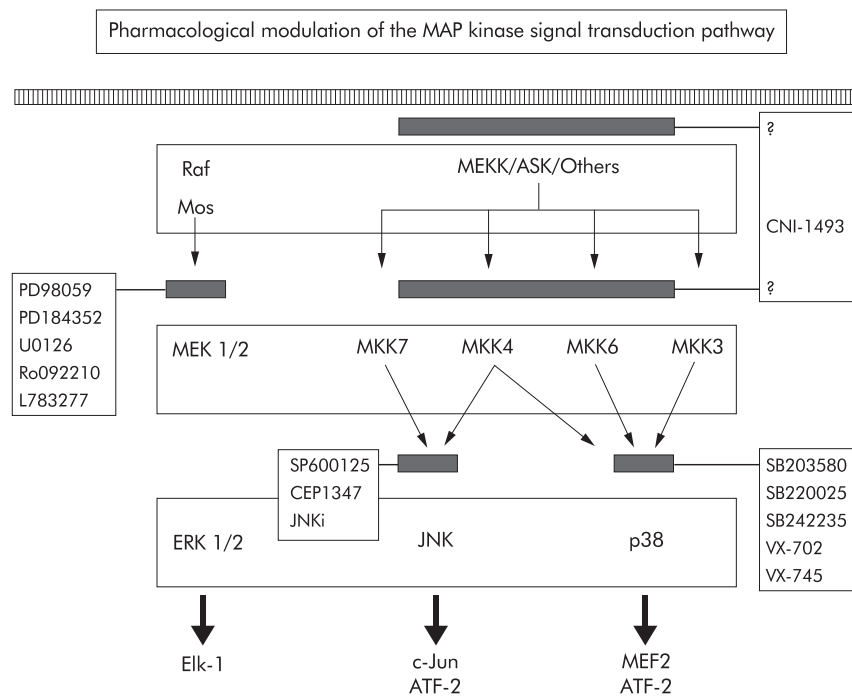 Pharmacological modulation of the MAP kinase signal transduction pathway
?
Raf
MEKK/ASK/Others
Mos
CNI-1493
?
PD98059
PD184352
U0126
Ro092210
L783277
MEK 1/2
MKK7
MKK4
MKK6
MKK3
SP600125
CEP1347
JNKi
SB203580
SB220025
SB242235
VX-702
VX-745
ERK 1/2
JNK
p38
Elk-1
c-Jun
ATF-2
MEF2
ATF-2